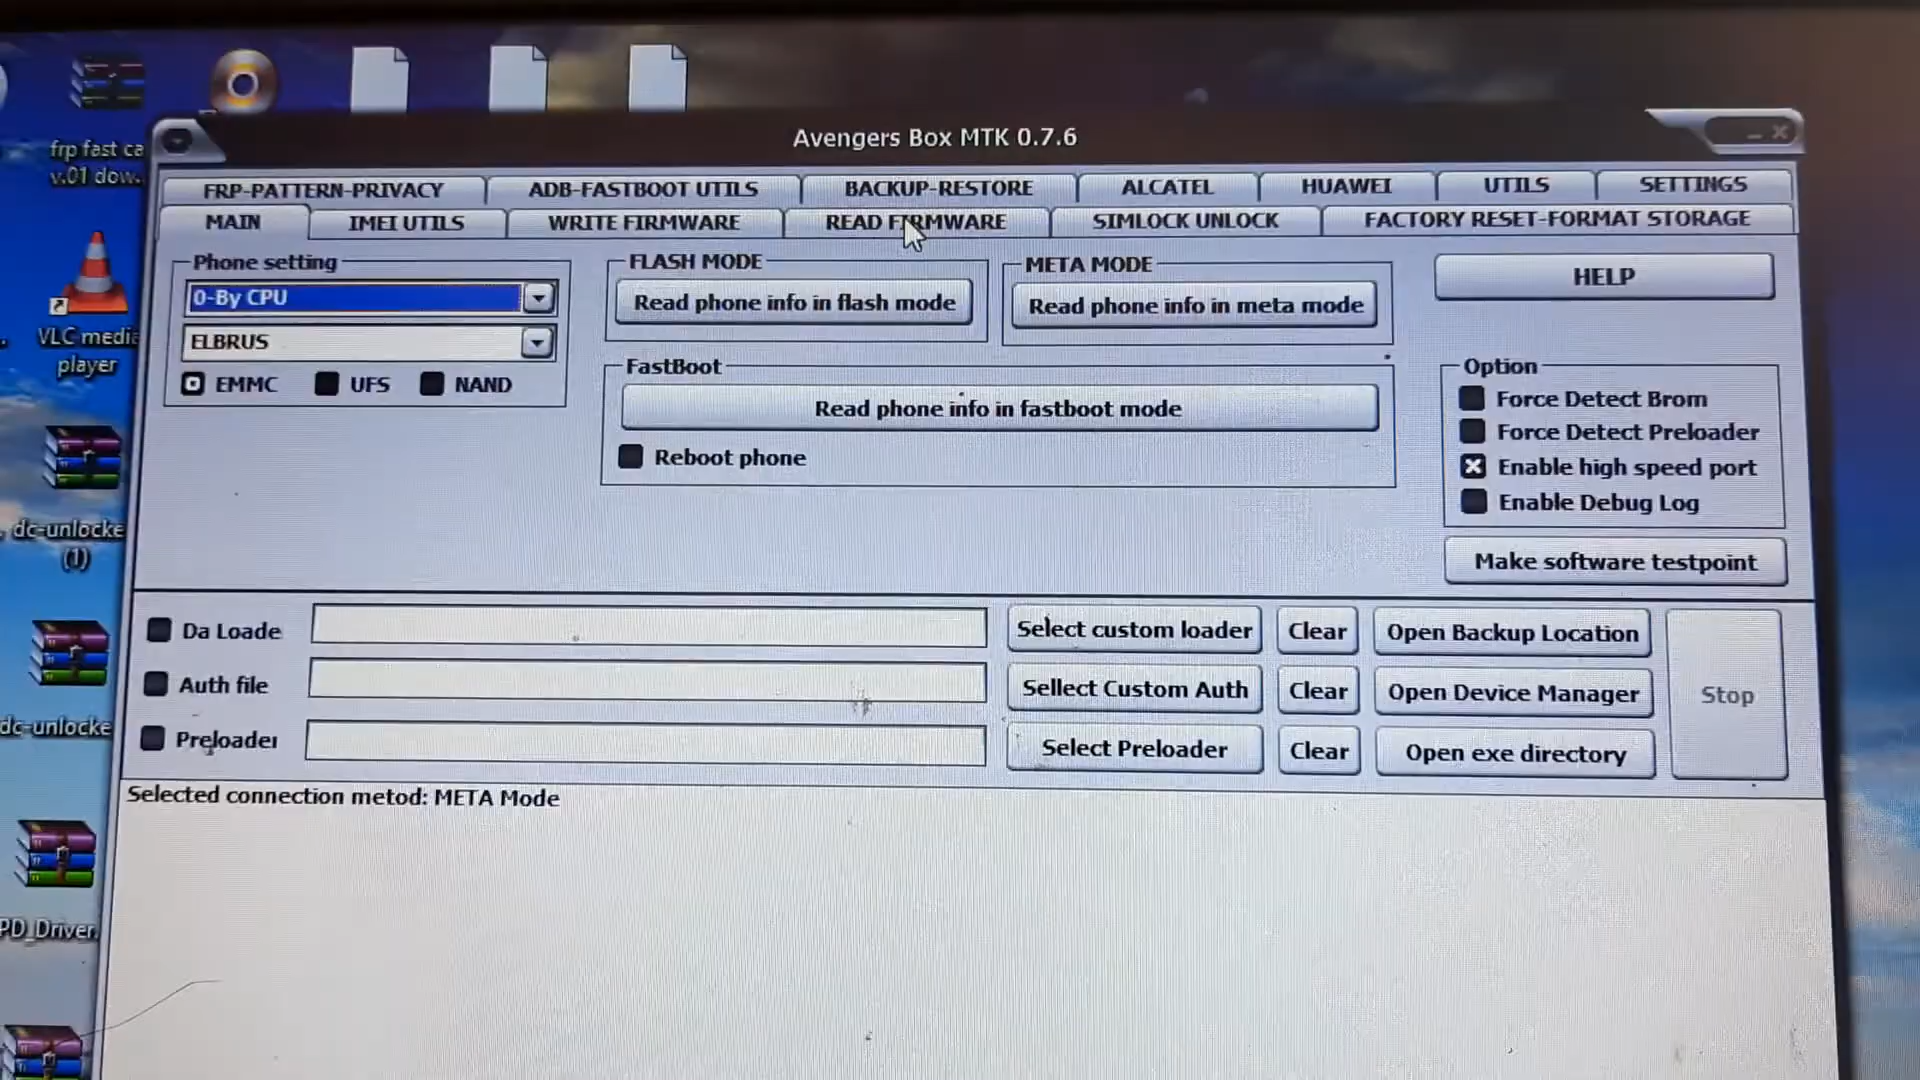 frp fast ca
v.01 dow.
VLC media
player
dc-unlocke
(1)
dc-unlocke
PD_Driver.
Avengers Box MTK 0.7.6
FRP-PATTERN-PRIVACY ADB-FASTBOOT UTILS BACKUP-RESTORE ALCATEL HUAWEI UTILS SETTINGS
MAIN IMEI UTILS WRITE FIRMWARE READ FIRMWARE SIMLOCK UNLOCK FACTORY RESET-FORMAT STORAGE
Phone setting
0-By CPU
ELBRUS
EMMC UFS NAND
FLASH MODE
Read phone info in flash mode
META MODE
Read phone info in meta mode
FastBoot
Read phone info in fastboot mode
Reboot phone
HELP
Option
Force Detect Brom
Force Detect Preloader
Enable high speed port
Enable Debug Log
Make software testpoint
Da Loade Select custom loader Clear Open Backup Location
Auth file Sellect Custom Auth Clear Open Device Manager
Preloader Select Preloader Clear Open exe directory
Stop
Selected connection metod: META Mode